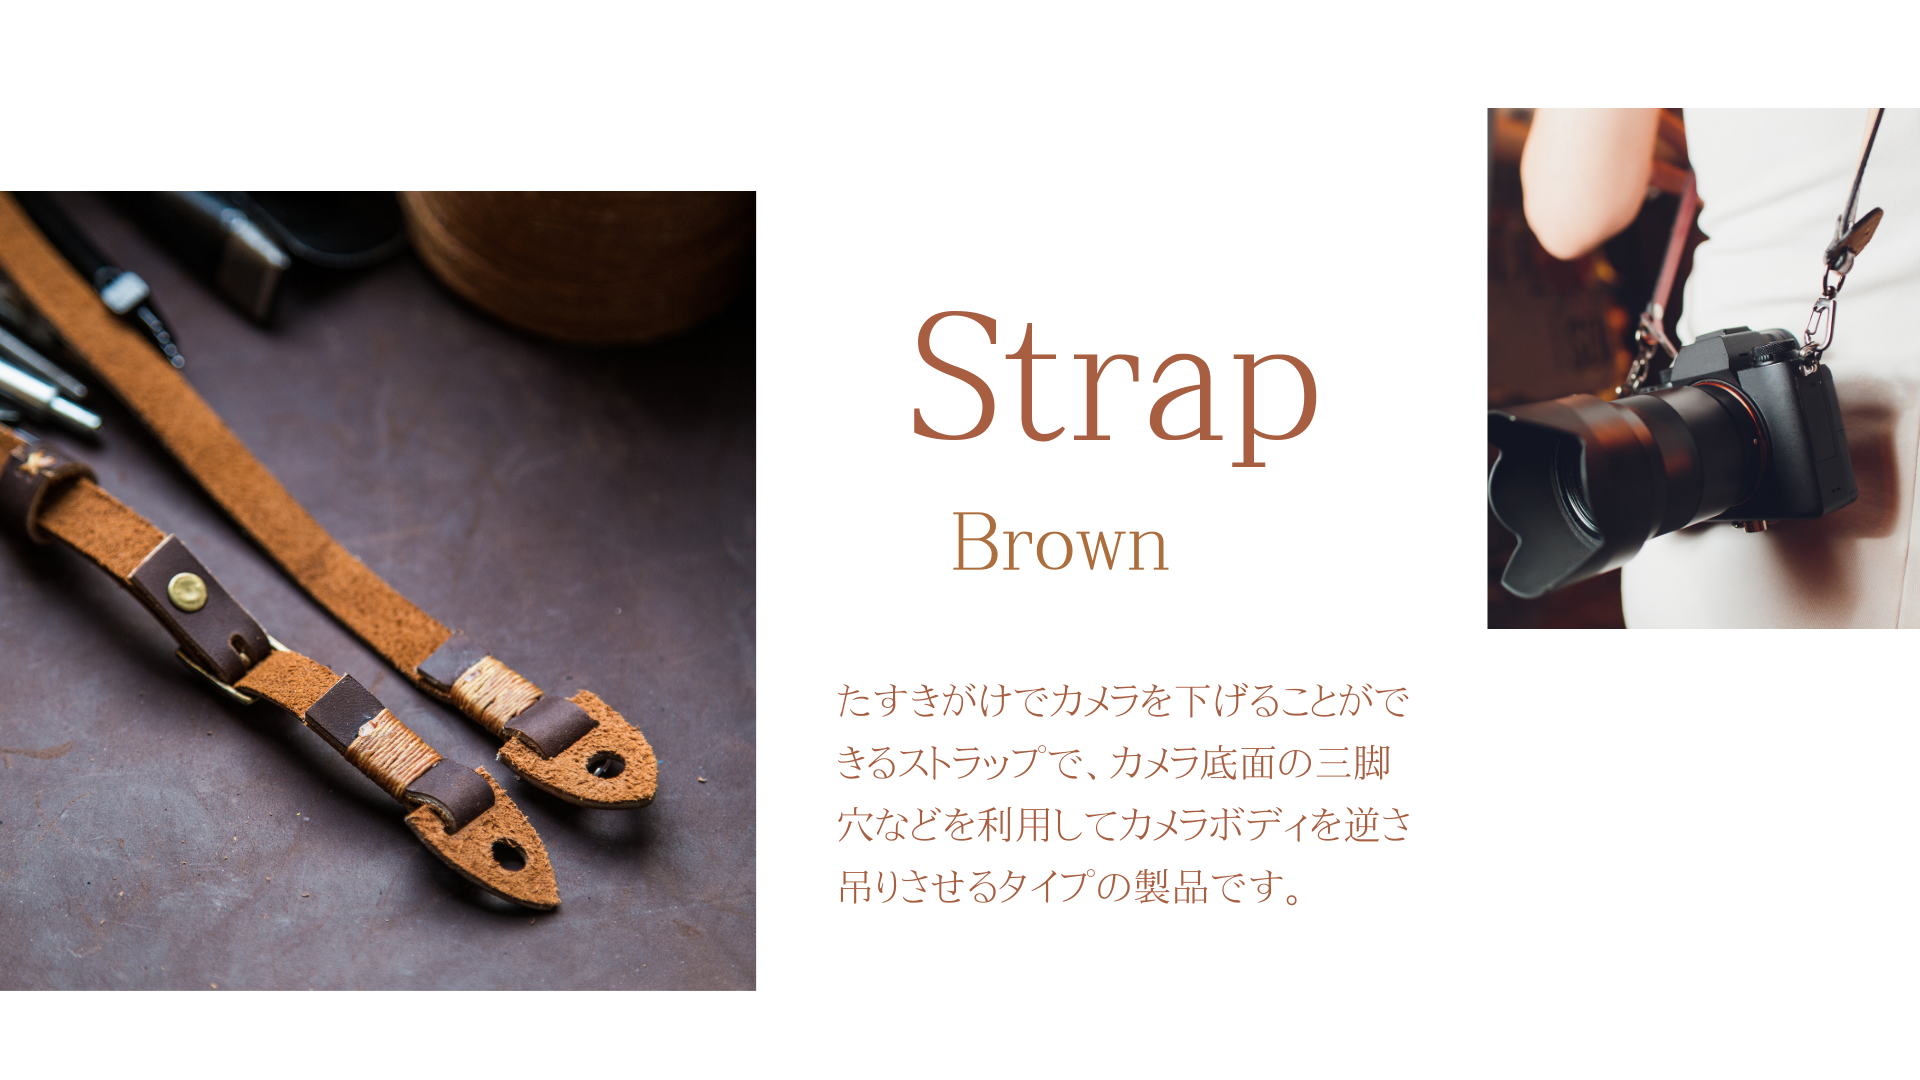 Strap
Brown
たすきがけでカメラを下げることがで
きるストラップで、カメラ底面の三脚
穴などを利用してカメラボディを逆さ
吊りさせるタイプの製品です。